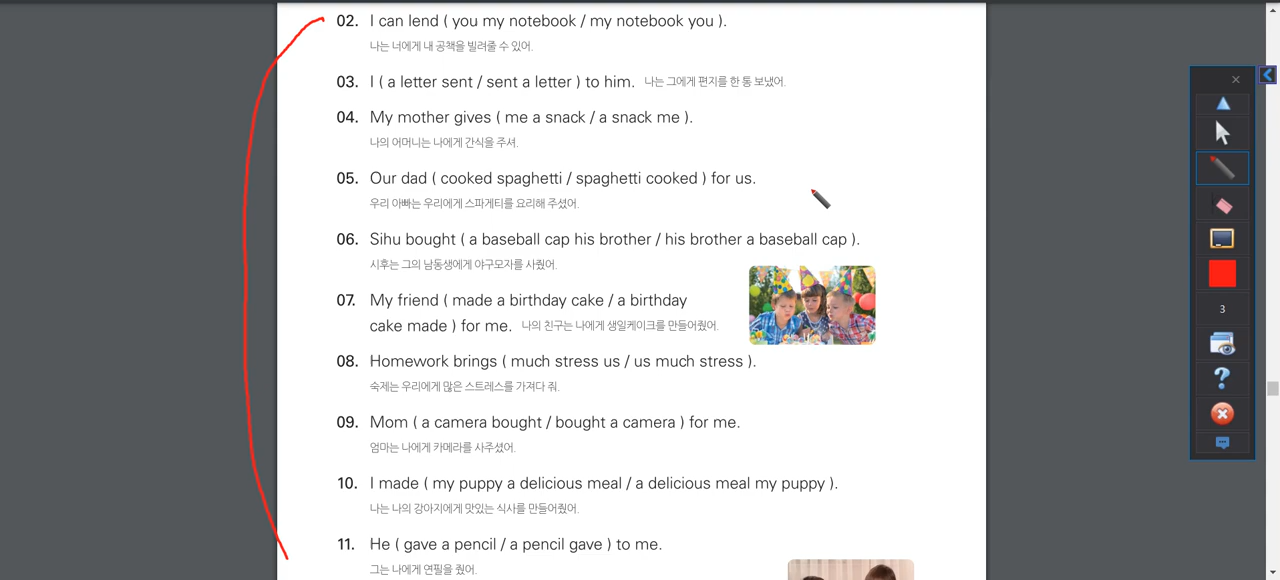 02. I can lend ( you my notebook / my notebook you ).
나는 너에게 내 공책을 빌려줄 수 있어.
03. I ( a letter sent / sent a letter ) to him. 나는 그에게 편지를 한 통 보냈어.
04. My mother gives ( me a snack / a snack me ).
나의 어머니는 나에게 간식을 주셔.
05. Our dad ( cooked spaghetti / spaghetti cooked ) for us.
우리 아빠는 우리에게 스파게티를 요리해 주셨어.
06. Sihu bought ( a baseball cap his brother / his brother a baseball cap ).
시후는 그의 남동생에게 야구모자를 사줬어.
07. My friend ( made a birthday cake / a birthday
cake made ) for me. 나의 친구는 나에게 생일케이크를 만들어줬어.
08. Homework brings ( much stress us / us much stress ).
숙제는 우리에게 많은 스트레스를 가져다 줘.
09. Mom ( a camera bought / bought a camera ) for me.
엄마는 나에게 카메라를 사주셨어.
10. I made ( my puppy a delicious meal / a delicious meal my puppy ).
나는 나의 강아지에게 맛있는 식사를 만들어줬어.
11. He ( gave a pencil / a pencil gave ) to me.
그는 나에게 연필을 줬어.
3